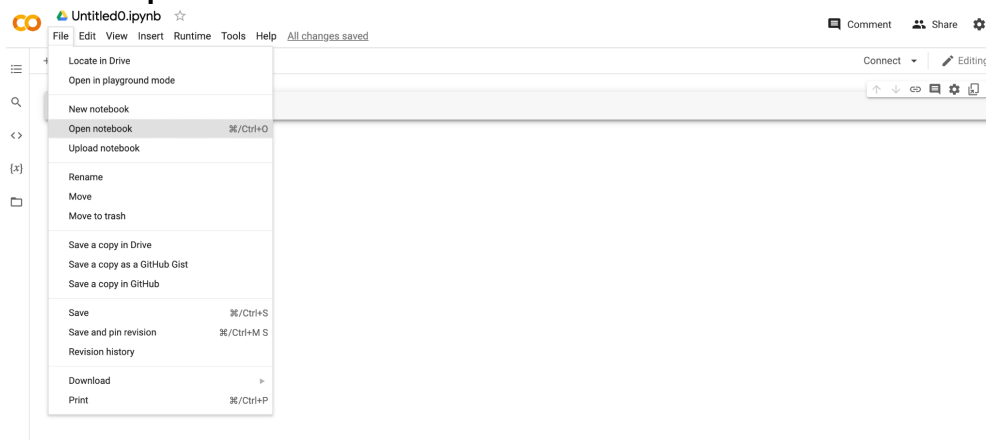 Untitled0.ipynb
Comment Share
File Edit View Insert Runtime Tools Help All changes saved
Connect Editing
Locate in Drive
Open in playground mode
New notebook
Open notebook ⌘/Ctrl+O
Upload notebook
Rename
Move
Move to trash
Save a copy in Drive
Save a copy as a GitHub Gist
Save a copy in GitHub
Save ⌘/Ctrl+S
Save and pin revision ⌘/Ctrl+M S
Revision history
Download
Print ⌘/Ctrl+P
{x}